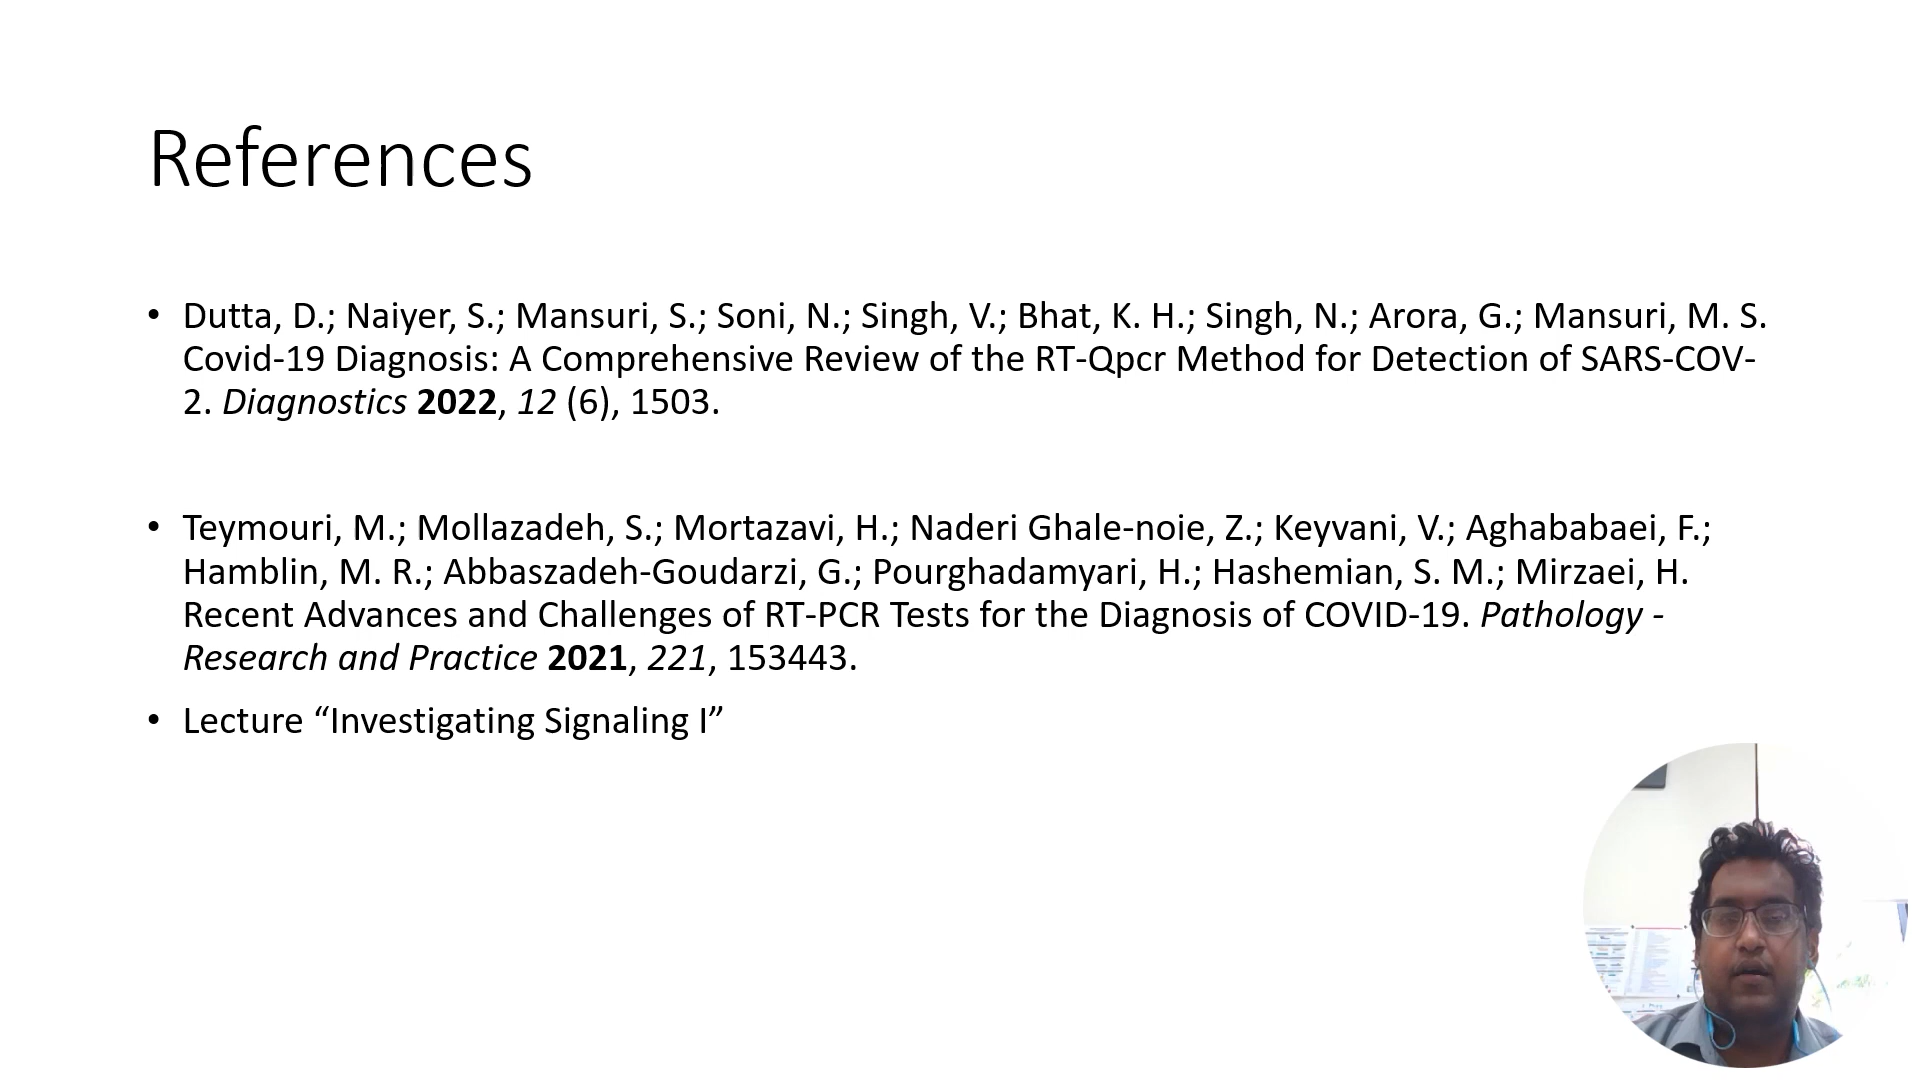 References
• Dutta, D.; Naiyer, S.; Mansuri, S.; Soni, N.; Singh, V.; Bhat, K. H.; Singh, N.; Arora, G.; Mansuri, M. S.
Covid-19 Diagnosis: A Comprehensive Review of the RT-Qpcr Method for Detection of SARS-COV-
2. Diagnostics 2022, 12 (6), 1503.
• Teymouri, M.; Mollazadeh, S.; Mortazavi, H.; Naderi Ghale-noie, Z.; Keyvani, V.; Aghababaei, F.;
Hamblin, M. R.; Abbaszadeh-Goudarzi, G.; Pourghadamyari, H.; Hashemian, S. M.; Mirzaei, H.
Recent Advances and Challenges of RT-PCR Tests for the Diagnosis of COVID-19. Pathology -
Research and Practice 2021, 221, 153443.
• Lecture “Investigating Signaling I”